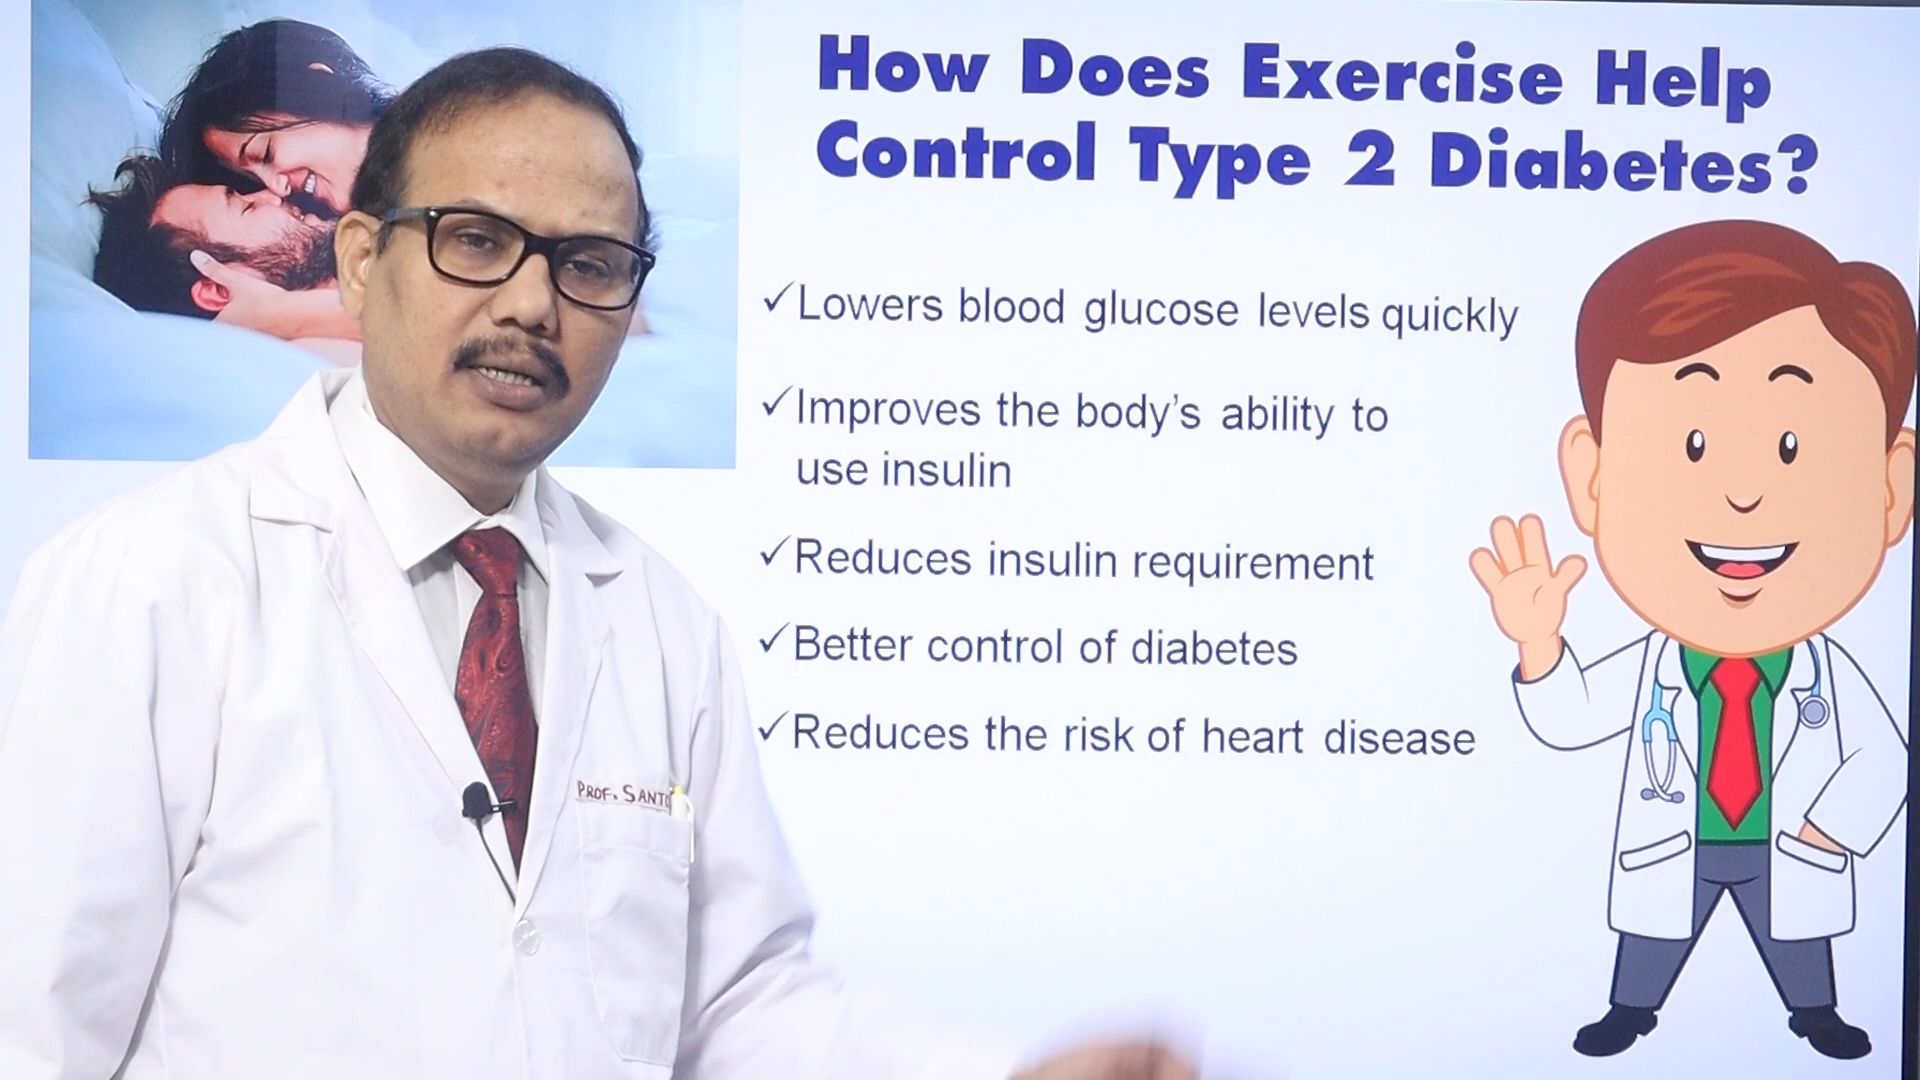 How Does Exercise Help
Control Type 2 Diabetes?
✓Lowers blood glucose levels quickly
✓Improves the body's ability to
use insulin
✓Reduces insulin requirement
✓Better control of diabetes
✓Reduces the risk of heart disease
PROF. SANTO